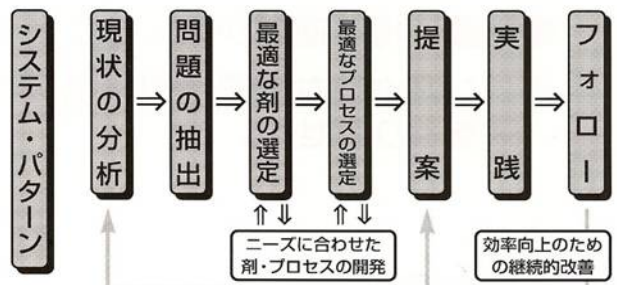 システム・パターン
現状の分析
問題の抽出
最適な剤の選定
最適なプロセスの選定
提案
実践
フォロー
ニーズに合わせた
剤・プロセスの開発
効率向上のため
の継続的改善